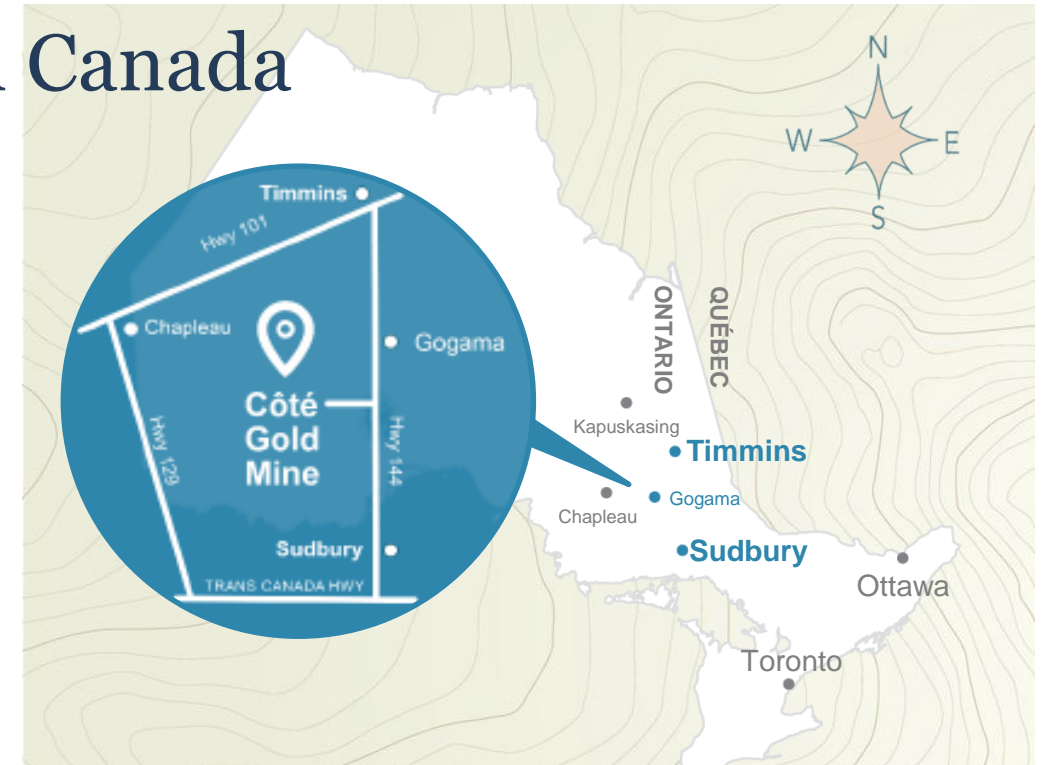 Canada
N
W
E
S
Timmins
Hwy 101
Chapleau
Gogama
Côté
Gold
Mine
Hwy 129
Hwy 144
Sudbury
TRANS CANADA HWY
ONTARIO
QUÉBEC
Kapuskasing
Timmins
Gogama
Chapleau
Sudbury
Ottawa
Toronto